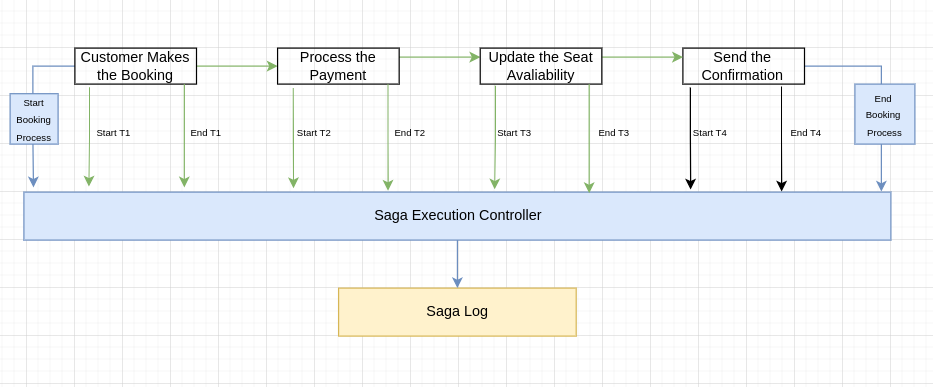 Customer Makes
the Booking
Process the
Payment
Update the Seat
Avaliability
Send the
Confirmation
Start
Booking
Process
End
Booking
Process
Start T1
End T1
Start T2
End T2
Start T3
End T3
Start T4
End T4
Saga Execution Controller
Saga Log